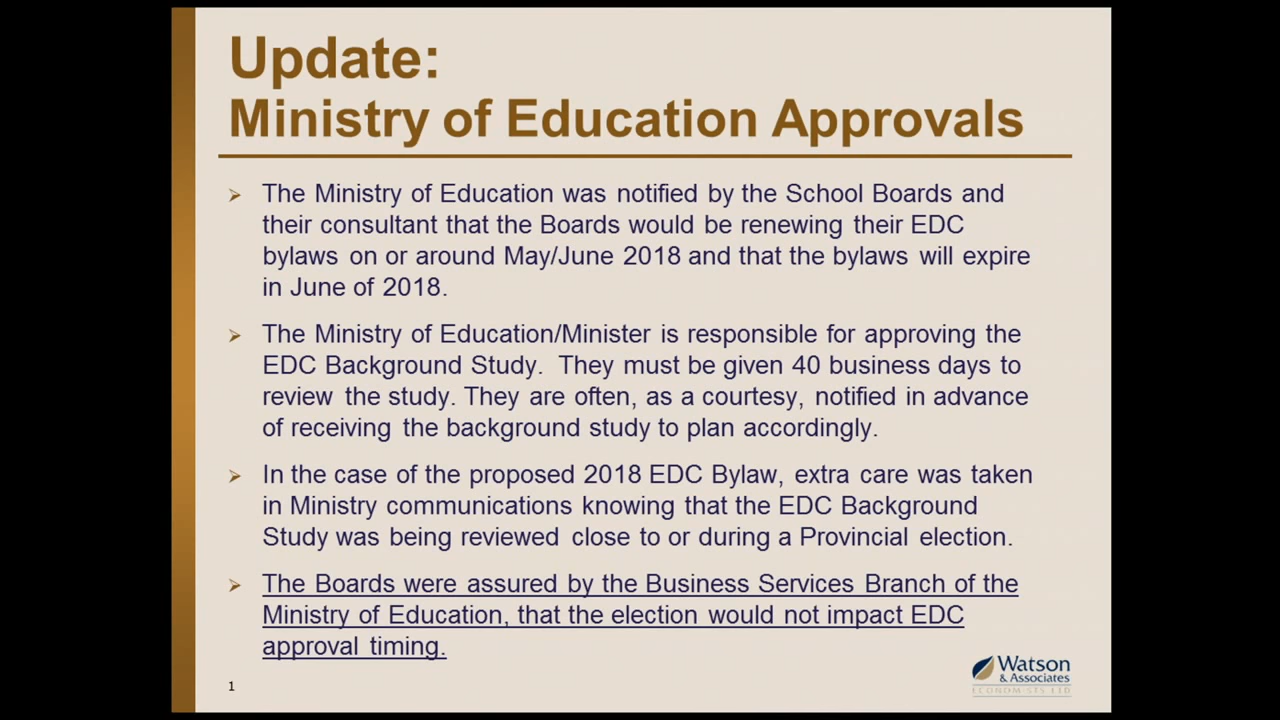 Update:
Ministry of Education Approvals
The Ministry of Education was notified by the School Boards and
their consultant that the Boards would be renewing their EDC
bylaws on or around May/June 2018 and that the bylaws will expire
in June of 2018.
The Ministry of Education/Minister is responsible for approving the
EDC Background Study. They must be given 40 business days to
review the study. They are often, as a courtesy, notified in advance
of receiving the background study to plan accordingly.
In the case of the proposed 2018 EDC Bylaw, extra care was taken
in Ministry communications knowing that the EDC Background
Study was being reviewed close to or during a Provincial election.
The Boards were assured by the Business Services Branch of the
Ministry of Education, that the election would not impact EDC
approval timing.
1
Watson
& Associates
ECONOMISTS LTD